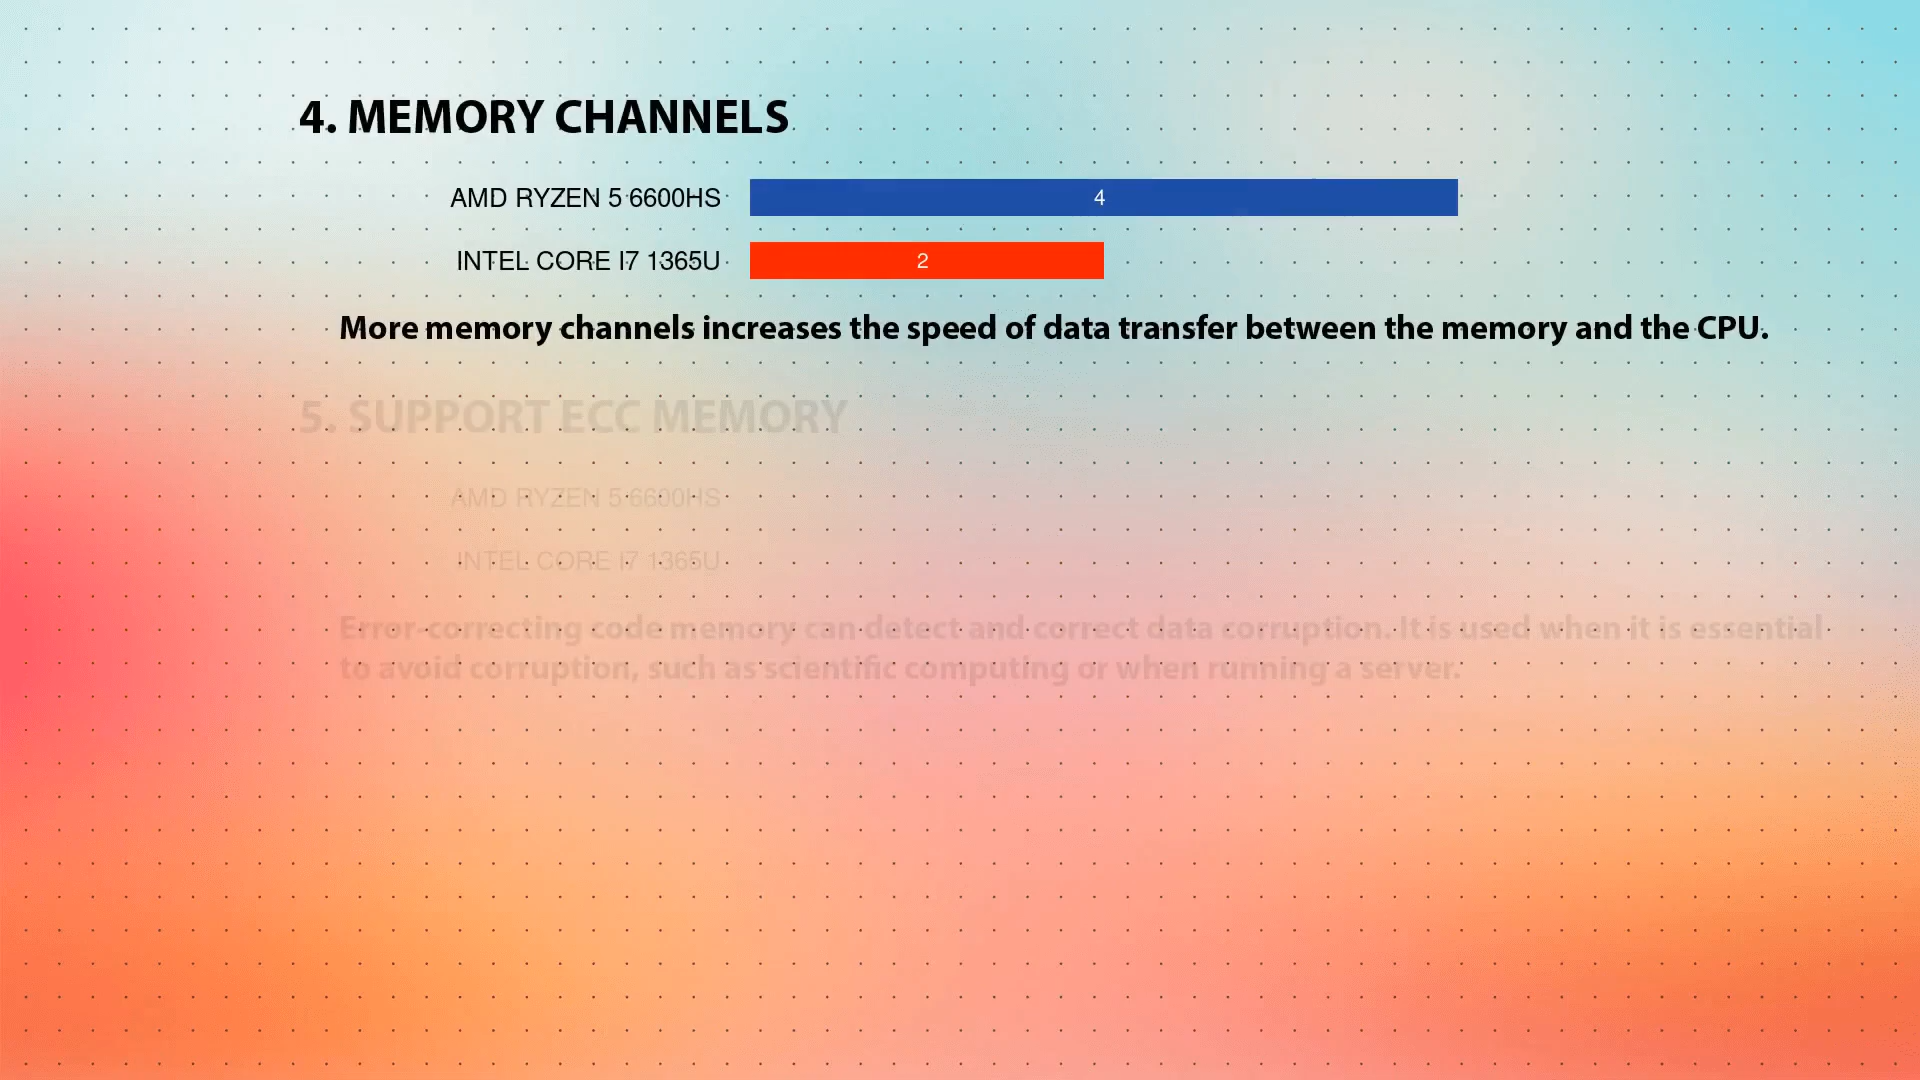 4. MEMORY CHANNELS
AMD RYZEN 5 6600HS
4
INTEL CORE I7 1365U
2
More memory channels increases the speed of data transfer between the memory and the CPU.
5. SUPPORT ECC MEMORY
AMD RYZEN 5 6600HS
INTEL CORE I7 1365U
Error-correcting code memory can detect and correct data corruption. It is used when it is essential
to avoid corruption, such as scientific computing or when running a server.